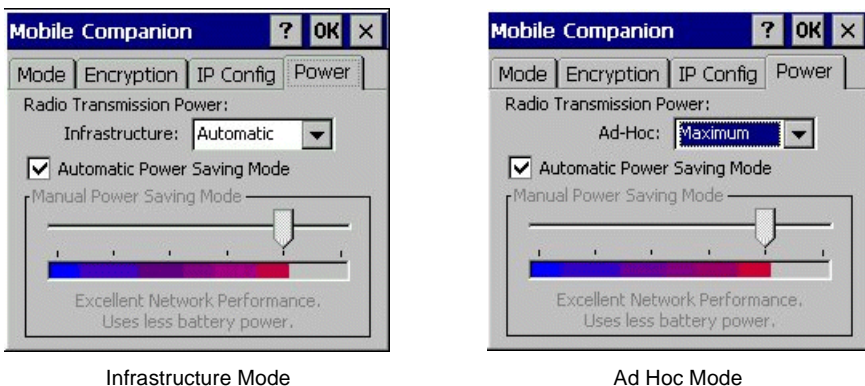 Mobile Companion ? OK ×
Mode Encryption IP Config Power
Radio Transmission Power:
Infrastructure: Automatic
Automatic Power Saving Mode
Manual Power Saving Mode
Excellent Network Performance.
Uses less battery power.
Infrastructure Mode
Mobile Companion ? OK ×
Mode Encryption IP Config Power
Radio Transmission Power:
Ad-Hoc: Maximum
Automatic Power Saving Mode
Manual Power Saving Mode
Excellent Network Performance.
Uses less battery power.
Ad Hoc Mode